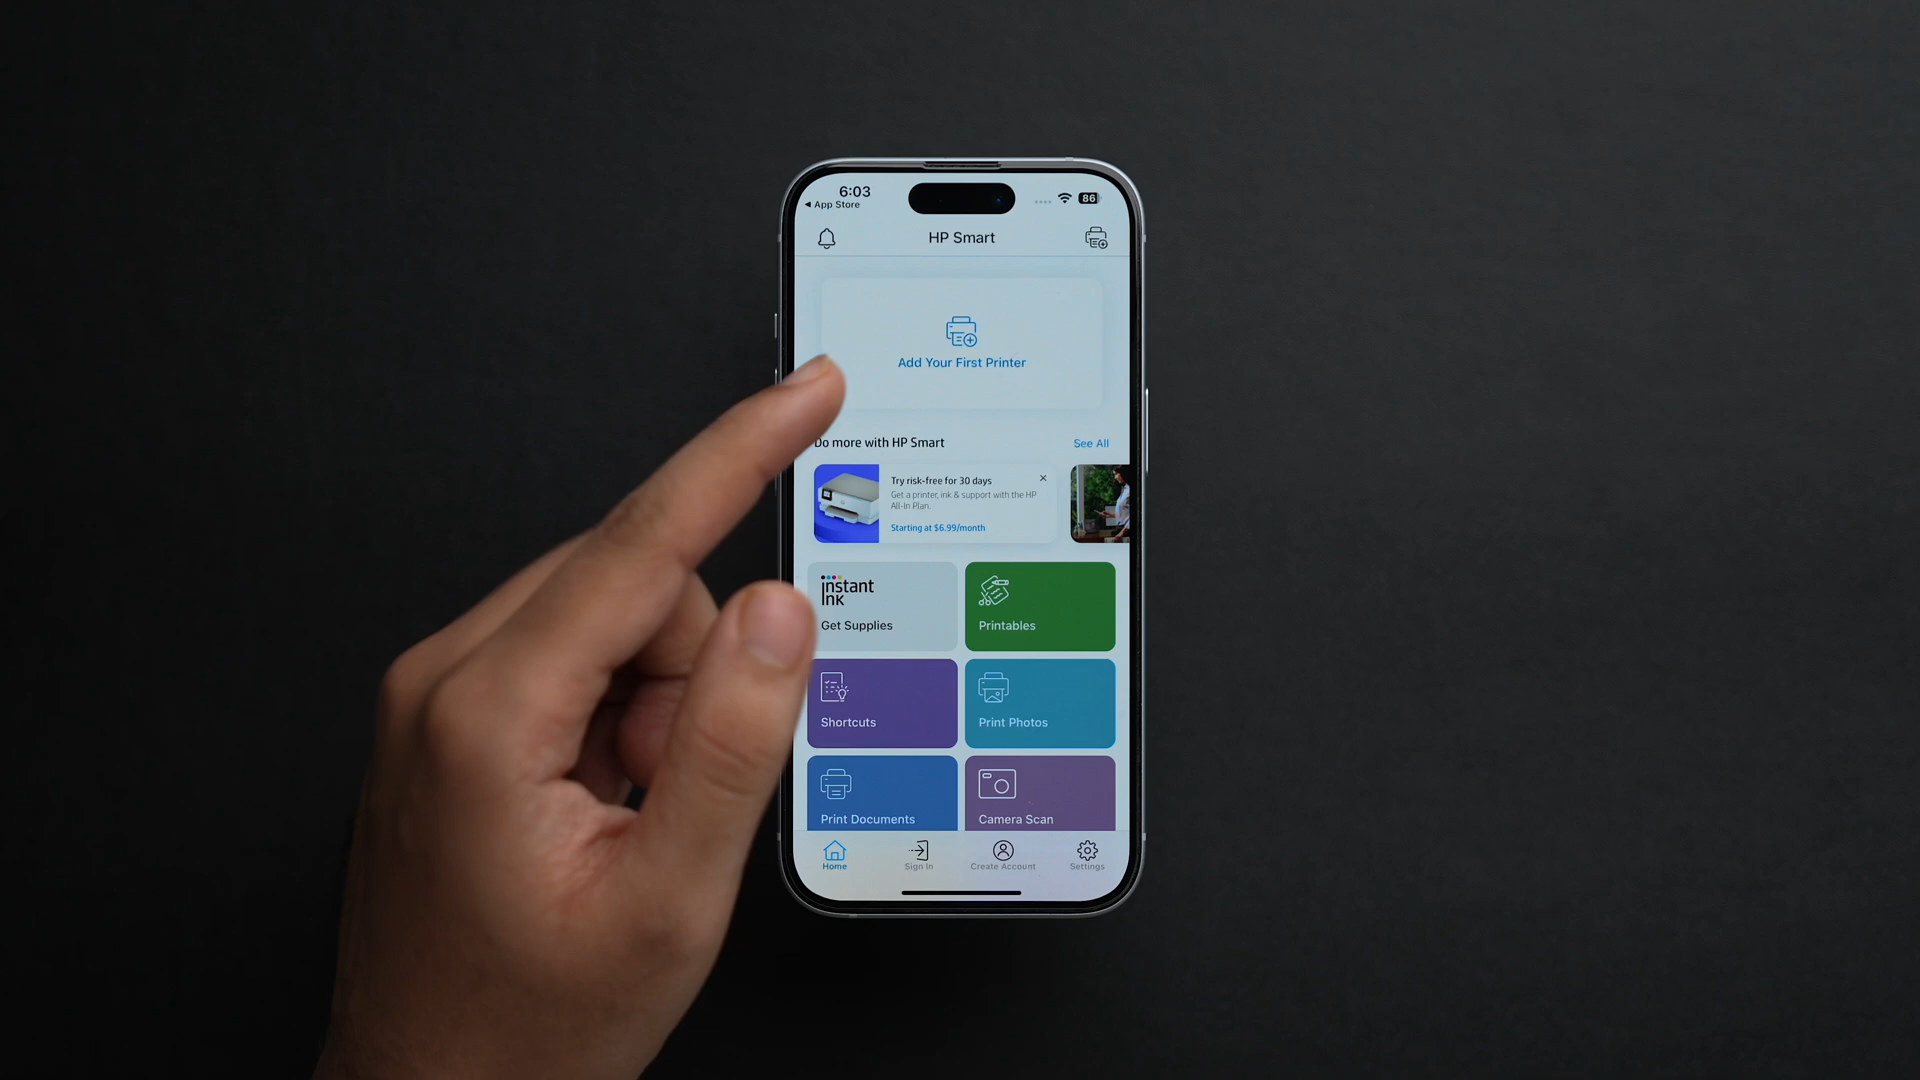 6:03
◀ App Store
86
HP Smart
Add Your First Printer
Do more with HP Smart
See All
Try risk-free for 30 days
Get a printer, ink & support with the HP
All-In Plan.
Starting at $6.99/month
instant
ink
Get Supplies
Printables
Shortcuts
Print Photos
Print Documents
Camera Scan
Home
Sign In
Create Account
Settings